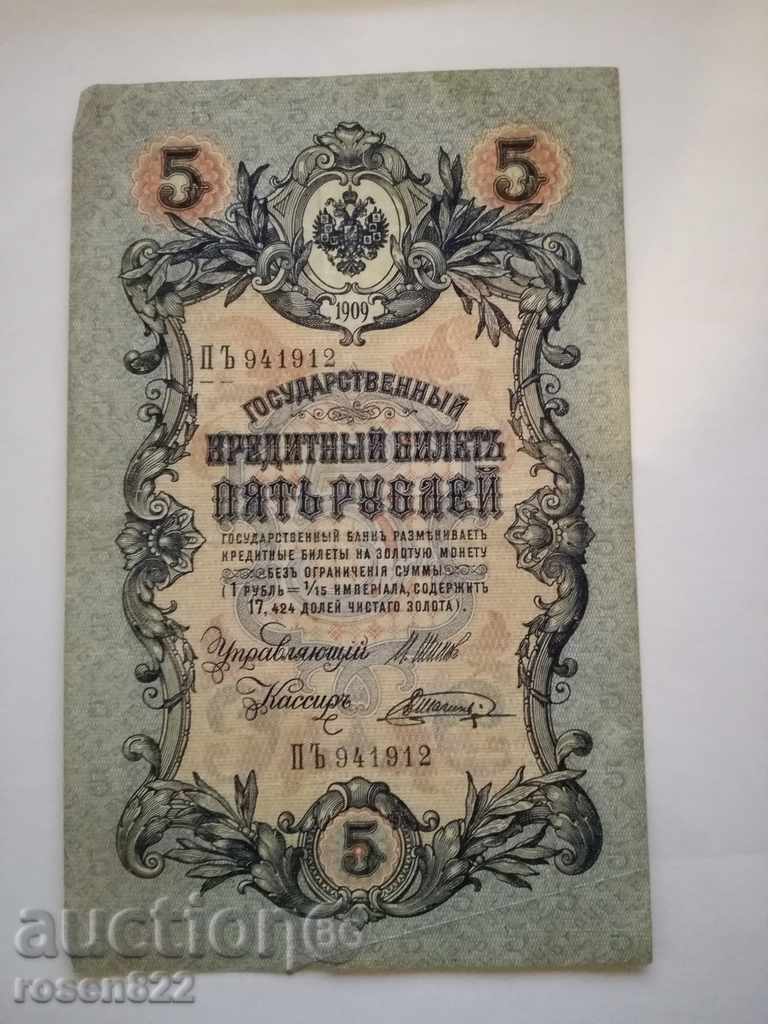 5 5
1909
ПЪ 941912
ГОСУДАРСТВЕННЫЙ
КРЕДИТНЫЙ БИЛЕТЪ
ПЯТЬ РУБЛЕЙ
ГОСУДАРСТВЕННЫЙ БАНКЪ РАЗМѢНИВАЕТЪ
КРЕДИТНЫЕ БИЛЕТЫ НА ЗОЛОТУЮ МОНЕТУ
БЕЗЪ ОГРАНИЧЕНІЯ СУММЫ
(1 РУБЛЬ = 1/15 ИМПЕРІАЛА, СОДЕРЖИТЪ
17,424 ДОЛЕЙ ЧИСТАГО ЗОЛОТА).
Управляющій
Кассиръ
ПЪ 941912
5
auction BG
rosen822